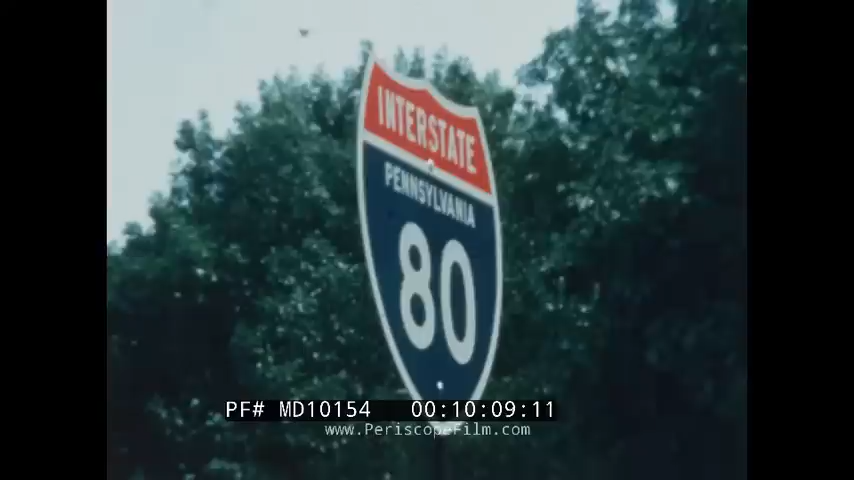 INTERSTATE
PENNSYLVANIA
80
PF# MD10154 00:10:09:11
www.PeriscopeFilm.com